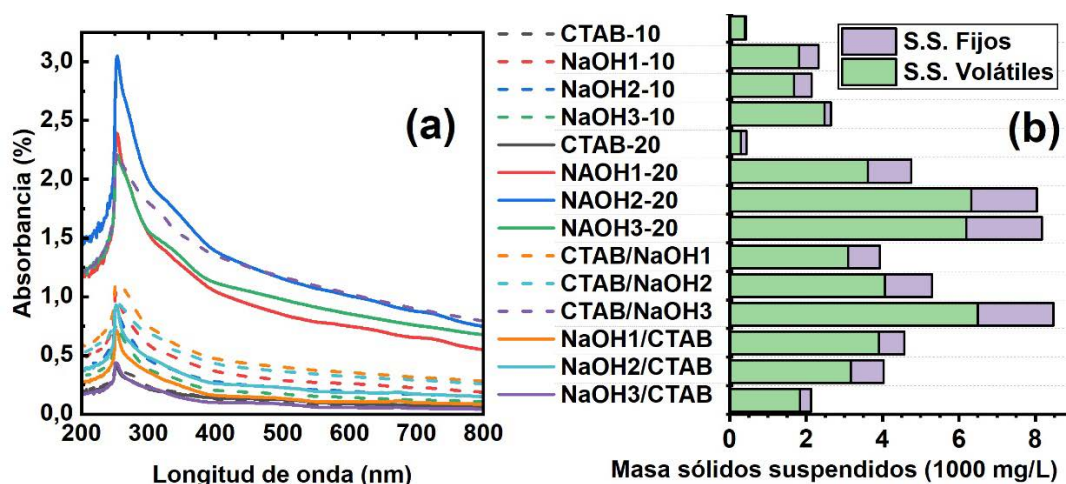 3,0
2,5
2,0
1,5
1,0
0,5
0,0
Absorbancia (%)
200 300 400 500 600 700 800
Longitud de onda (nm)
(a)
CTAB-10
NaOH1-10
NaOH2-10
NaOH3-10
CTAB-20
NAOH1-20
NAOH2-20
NAOH3-20
CTAB/NaOH1
CTAB/NaOH2
CTAB/NaOH3
NaOH1/CTAB
NaOH2/CTAB
NaOH3/CTAB
S.S. Fijos
S.S. Volátiles
(b)
0 2 4 6 8
Masa sólidos suspendidos (1000 mg/L)